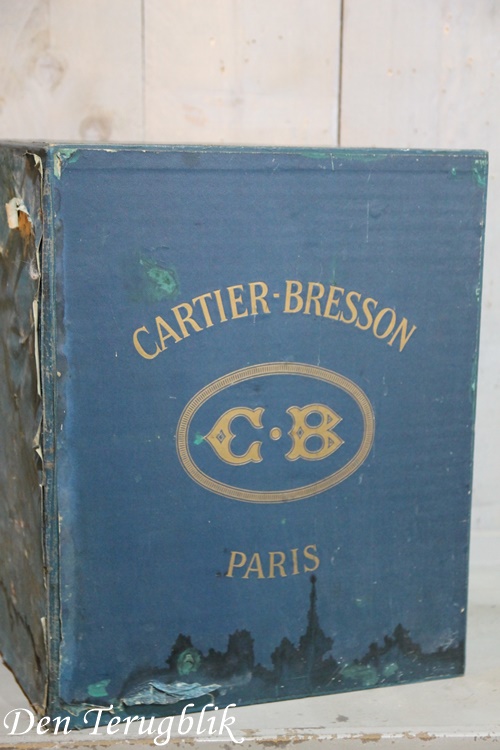 CARTIER-BRESSON
C·B
PARIS
Den Terugblik